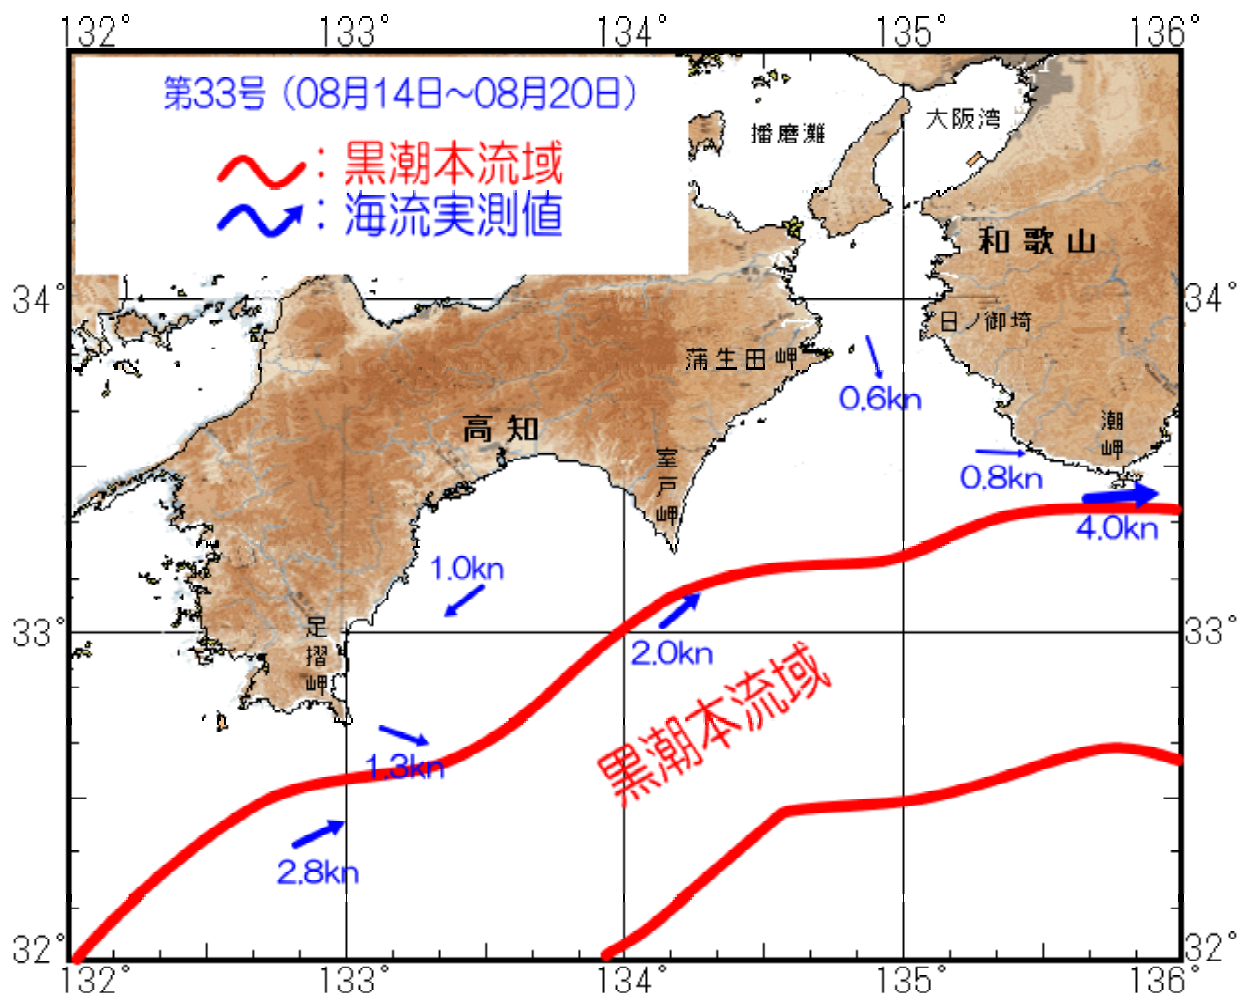 132° 133° 134° 135° 136°
第33号（08月14日～08月20日）
：黒潮本流域
：海流実測値
播磨灘
大阪湾
和歌山
34° 34°
日ノ御埼
蒲生田岬
0.6kn
高知
潮岬
室戸岬
0.8kn
4.0kn
1.0kn
33° 33°
足摺岬
2.0kn
黒潮本流域
1.3kn
2.8kn
32° 32°
132° 133° 134° 135° 136°